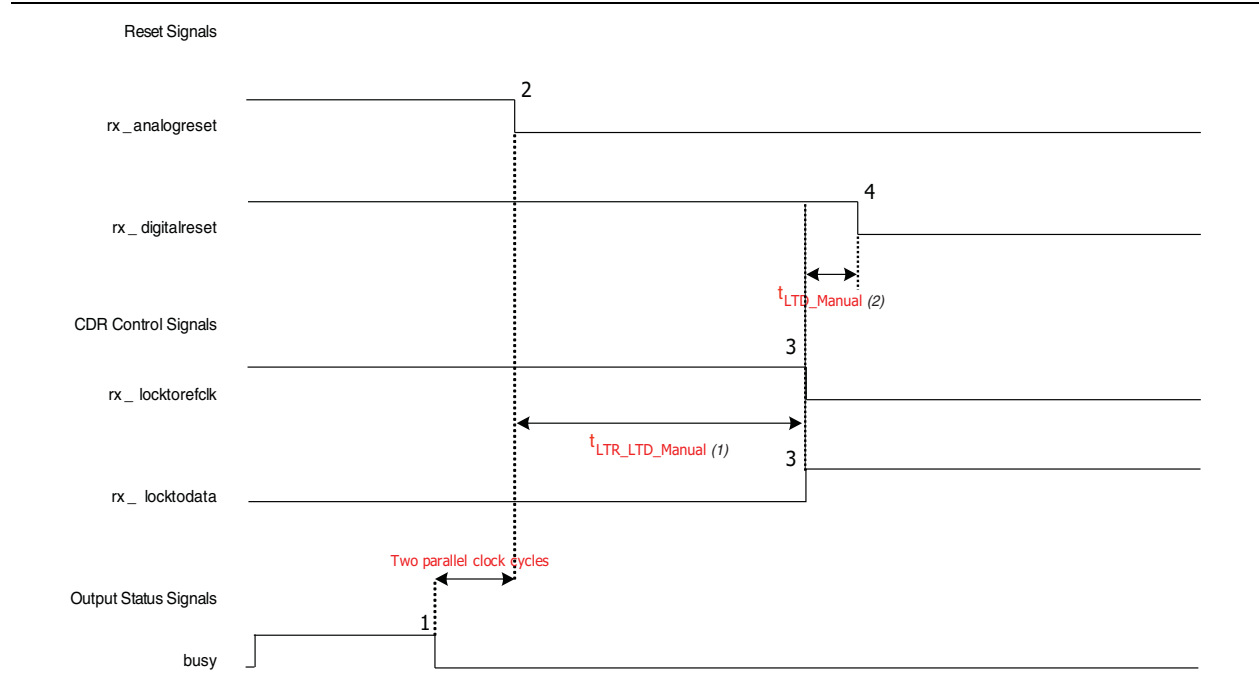 Reset Signals
2
rx _ analogreset
4
rx _ digitalreset
tLTD_Manual (2)
CDR Control Signals
3
rx _ locktorefclk
tLTR_LTD_Manual (1)
3
rx _ locktodata
Two parallel clock cycles
Output Status Signals
1
busy